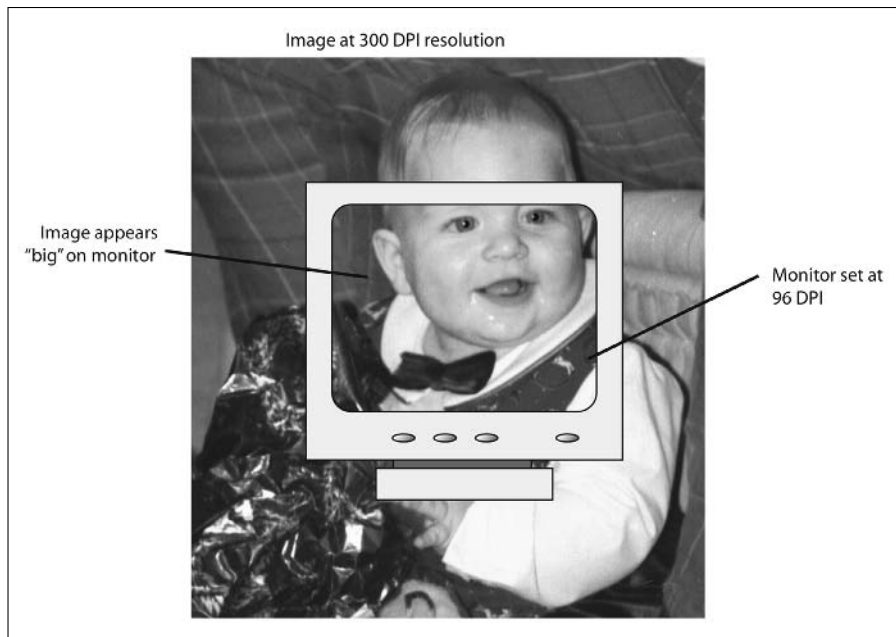 Image at 300 DPI resolution
Image appears
"big" on monitor
Monitor set at
96 DPI